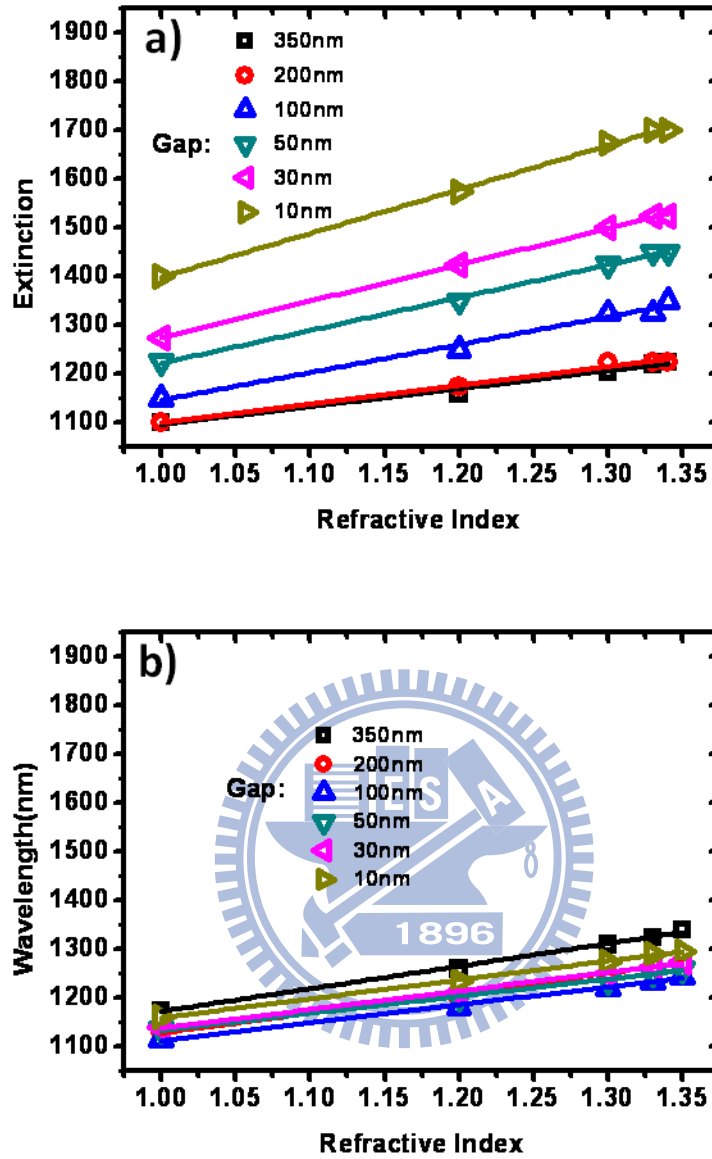 a)
1900
1800
1700
1600
1500
1400
1300
1200
1100
Extinction
Gap:
350nm
200nm
100nm
50nm
30nm
10nm
1.00 1.05 1.10 1.15 1.20 1.25 1.30 1.35
Refractive Index
b)
1900
1800
1700
1600
1500
1400
1300
1200
1100
Wavelength(nm)
Gap:
350nm
200nm
100nm
50nm
30nm
10nm
E S A
1896
1.00 1.05 1.10 1.15 1.20 1.25 1.30 1.35
Refractive Index